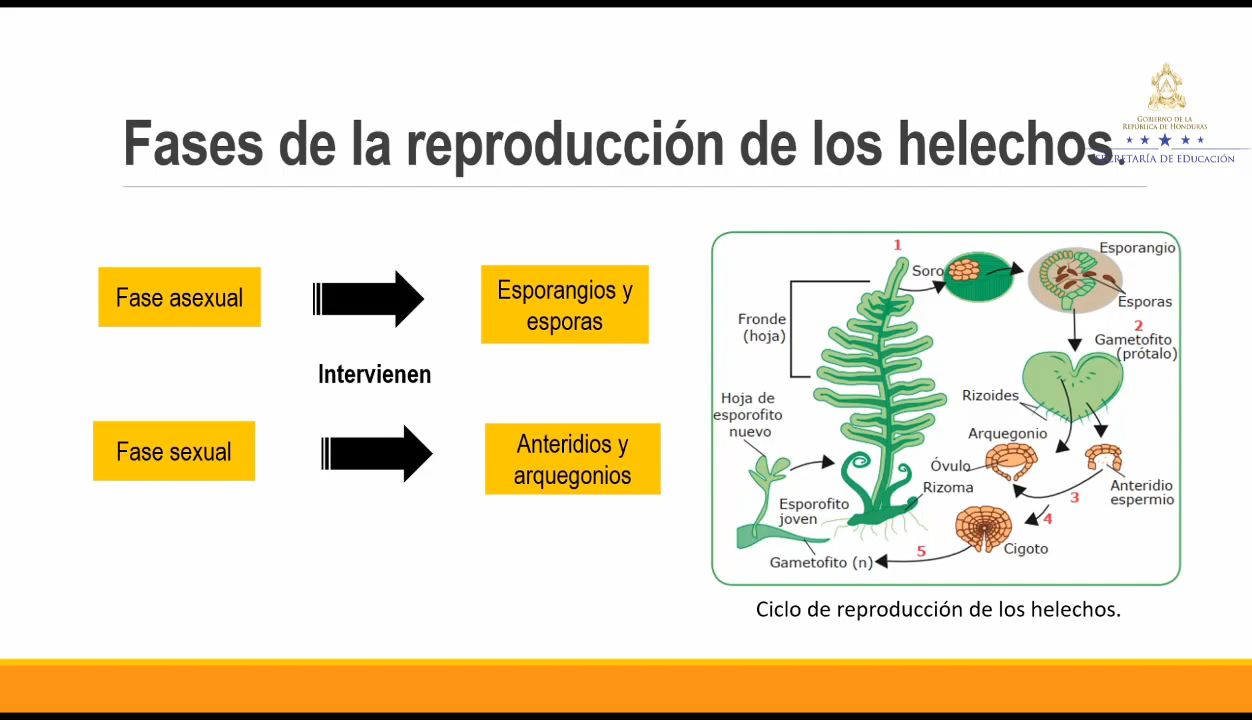 Fases de la reproducción de los helechos.
GOBIERNO DE LA
REPÚBLICA DE HONDURAS
SECRETARÍA DE EDUCACIÓN
Fase asexual
Esporangios y
esporas
Intervienen
Fase sexual
Anteridios y
arquegonios
1
Soro
Esporangio
Esporas
Fronde
(hoja)
2
Gametofito
(prótalo)
Rizoides
Hoja de
esporofito
nuevo
Arquegonio
Óvulo
Rizoma
Anteridio
espermio
3
Esporofito
joven
4
Cigoto
5
Gametofito (n)
Ciclo de reproducción de los helechos.